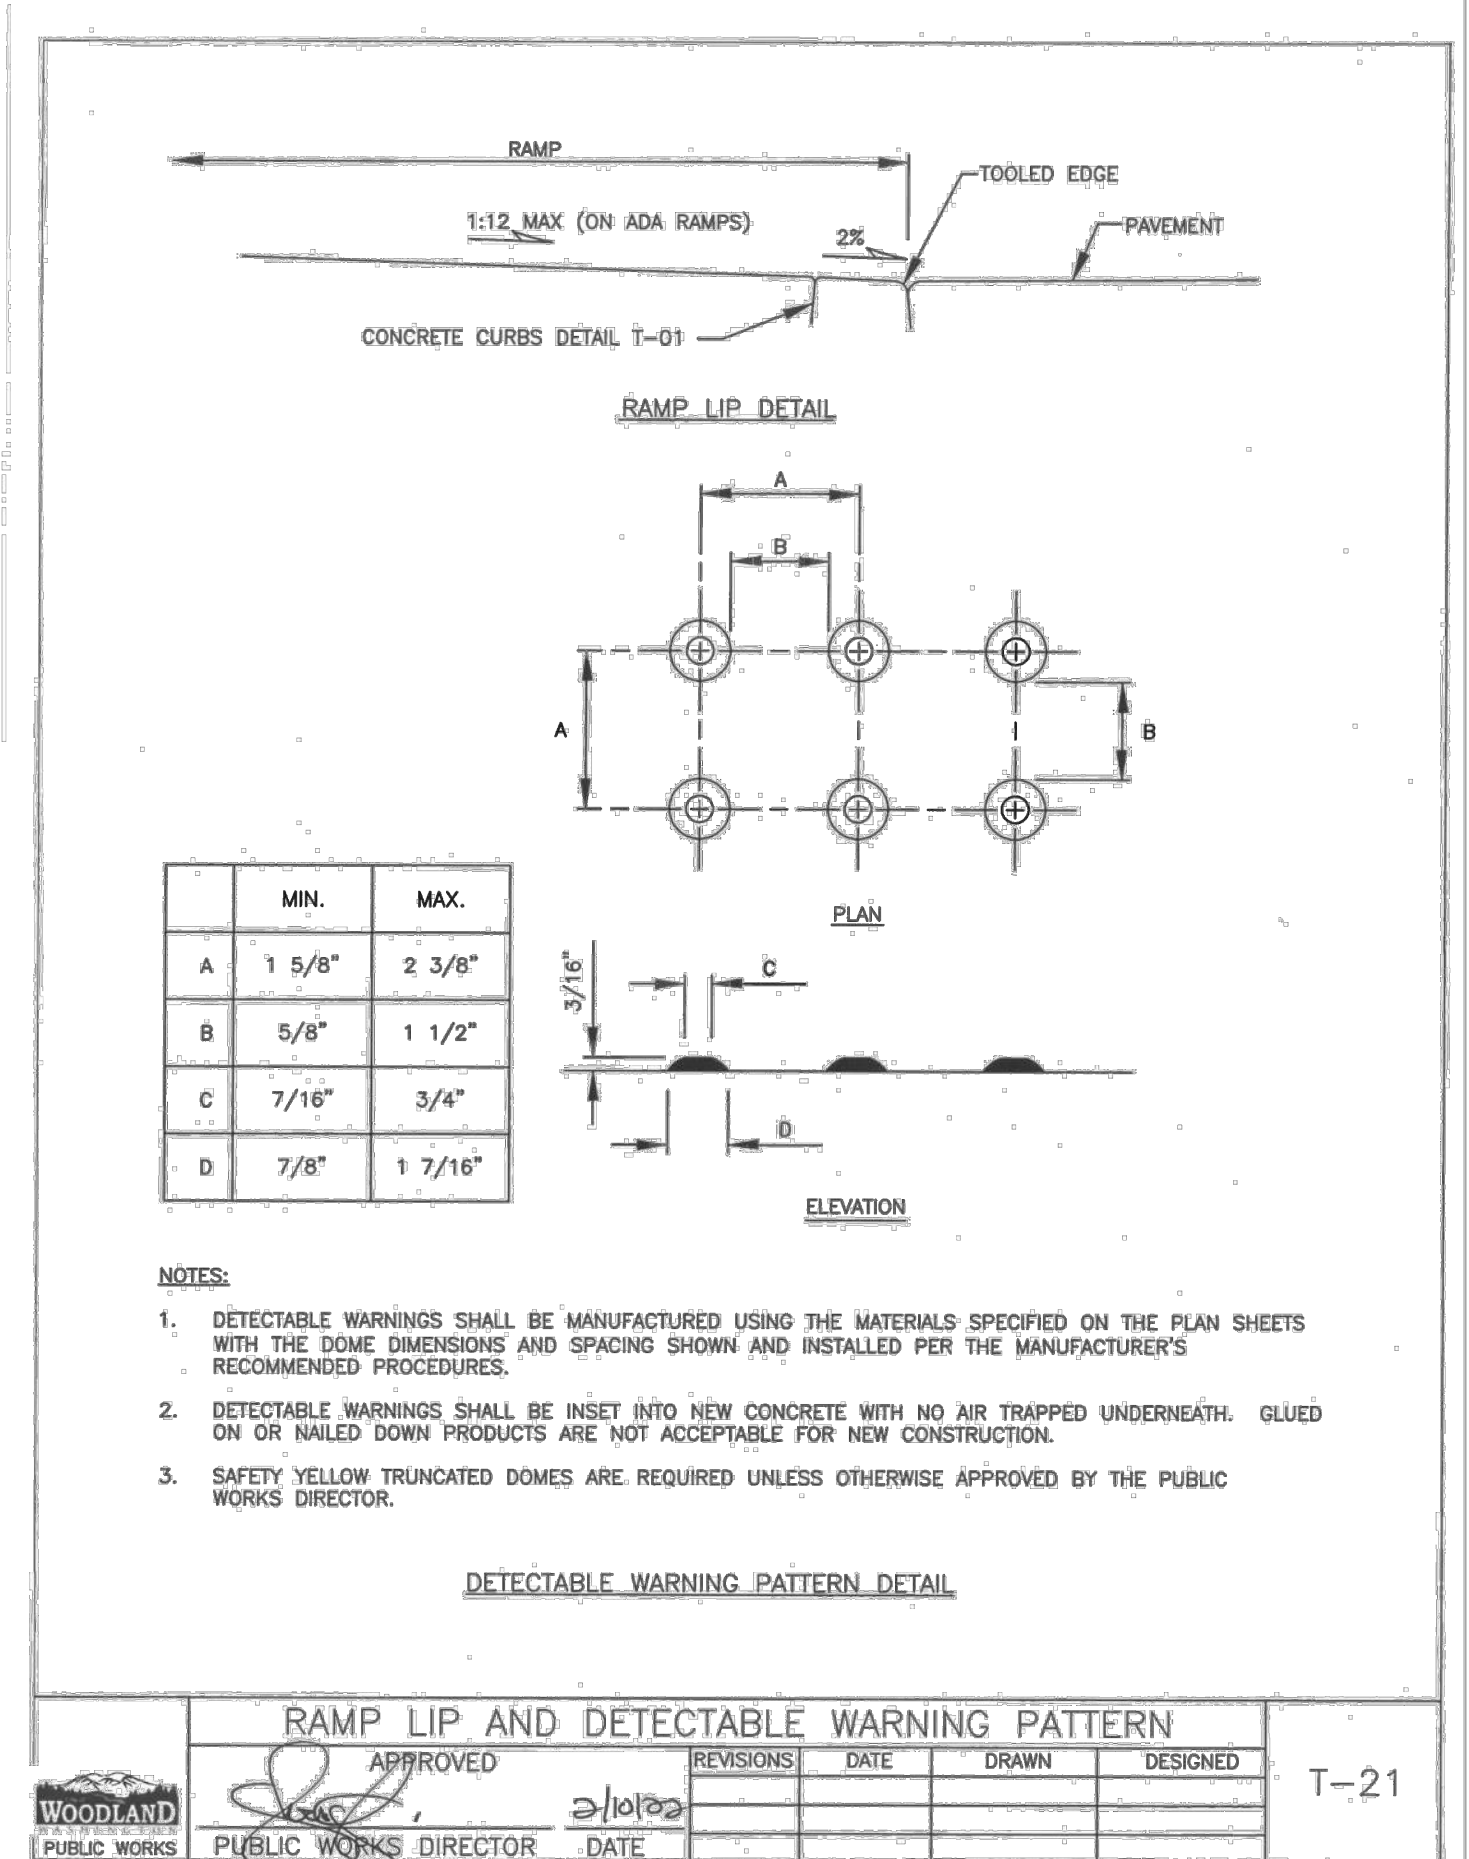 RAMP
TOOLED EDGE
1:12 MAX (ON ADA RAMPS)
PAVEMENT
2%
CONCRETE CURBS DETAIL T-01
RAMP LIP DETAIL
A
B
A
B
PLAN
MIN. MAX.
A 1 5/8" 2 3/8"
B 5/8" 1 1/2"
C 7/16" 3/4"
D 7/8" 1 7/16"
3/16"
C
D
ELEVATION
NOTES:
1. DETECTABLE WARNINGS SHALL BE MANUFACTURED USING THE MATERIALS SPECIFIED ON THE PLAN SHEETS
WITH THE DOME DIMENSIONS AND SPACING SHOWN AND INSTALLED PER THE MANUFACTURER'S
RECOMMENDED PROCEDURES.
2. DETECTABLE WARNINGS SHALL BE INSET INTO NEW CONCRETE WITH NO AIR TRAPPED UNDERNEATH. GLUED
ON OR NAILED DOWN PRODUCTS ARE NOT ACCEPTABLE FOR NEW CONSTRUCTION.
3. SAFETY YELLOW TRUNCATED DOMES ARE REQUIRED UNLESS OTHERWISE APPROVED BY THE PUBLIC
WORKS DIRECTOR.
DETECTABLE WARNING PATTERN DETAIL
RAMP LIP AND DETECTABLE WARNING PATTERN
APPROVED
REVISIONS DATE DRAWN DESIGNED
T-21
2/10/22
WOODLAND
PUBLIC WORKS
PUBLIC WORKS DIRECTOR DATE